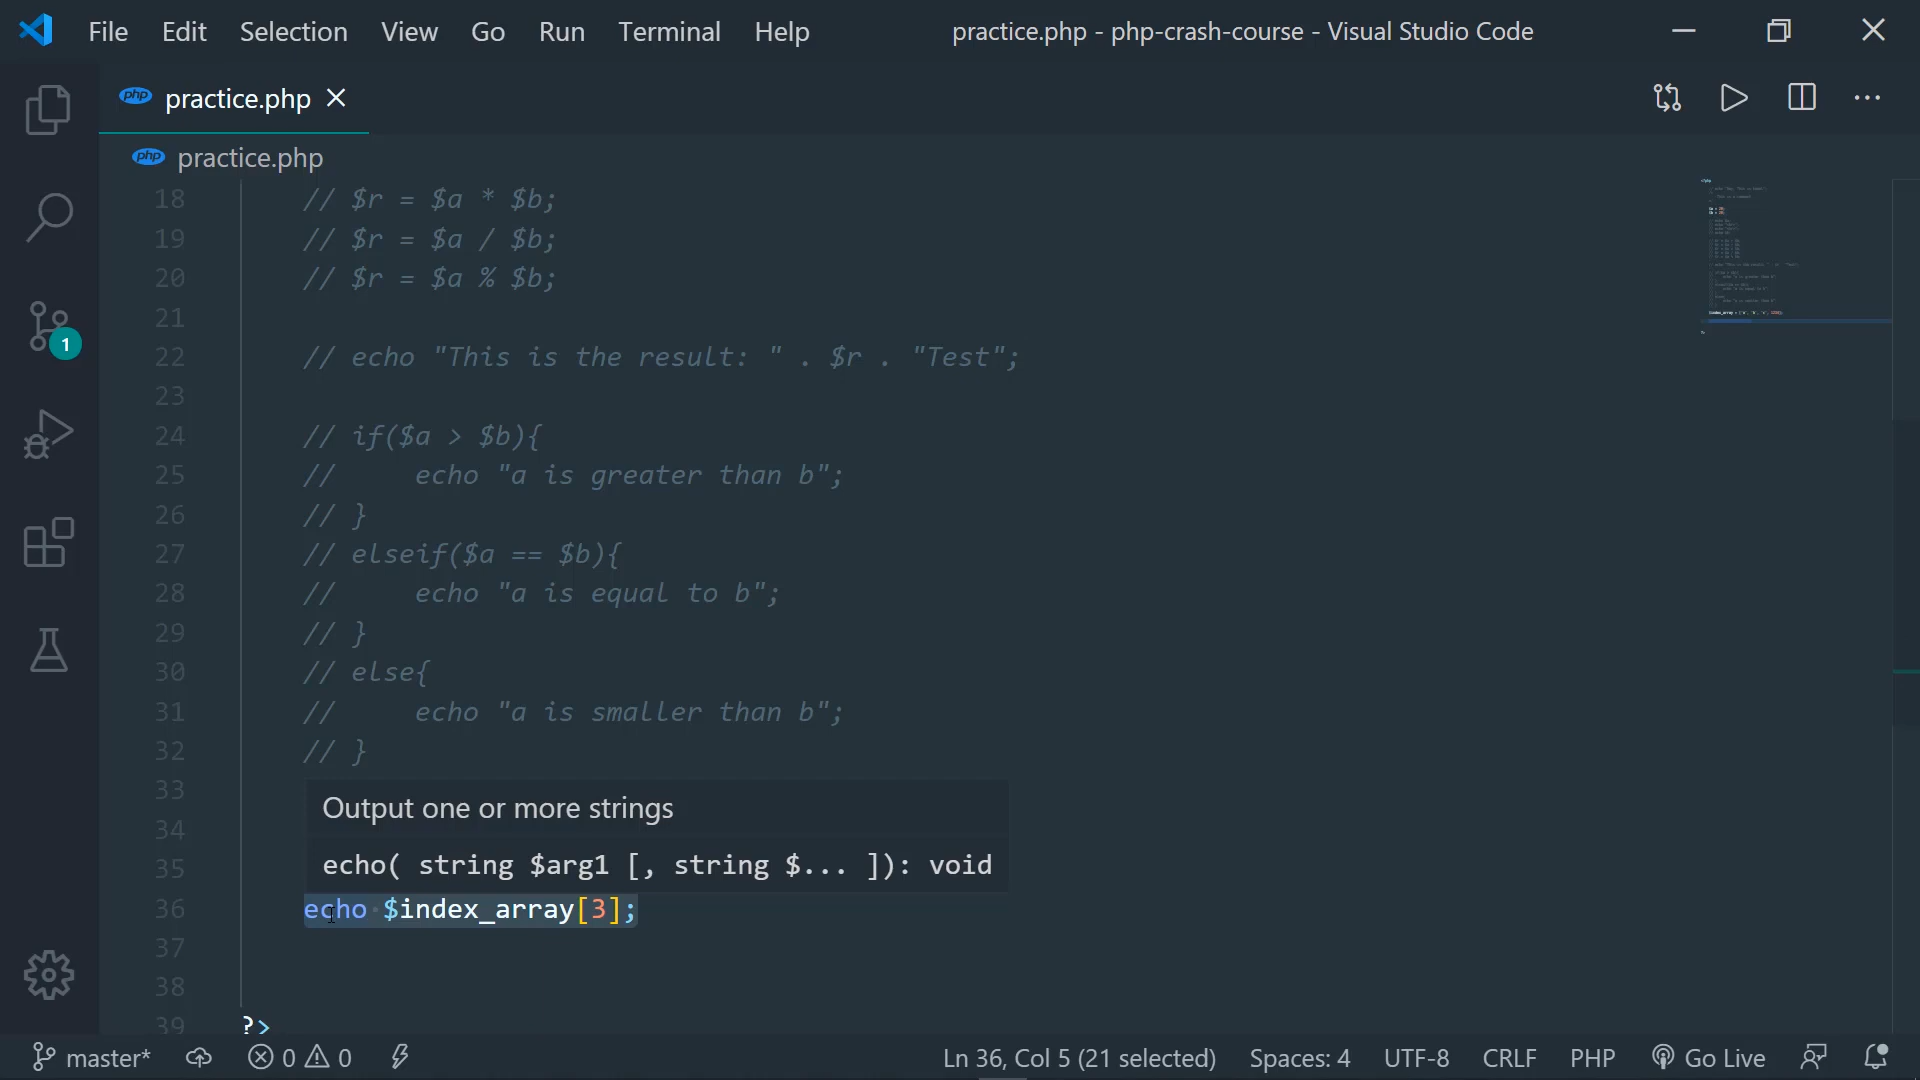 File Edit Selection View Go Run Terminal Help practice.php - php-crash-course - Visual Studio Code
php practice.php
php practice.php
18 // $r = $a * $b;
19 // $r = $a / $b;
20 // $r = $a % $b;
21
22 // echo "This is the result: " . $r . "Test";
23
24 // if($a > $b){
25 //     echo "a is greater than b";
26 // }
27 // elseif($a == $b){
28 //     echo "a is equal to b";
29 // }
30 // else{
31 //     echo "a is smaller than b";
32 // }
33
Output one or more strings
34
echo( string $arg1 [, string $... ]): void
35
36 echo $index_array[3];
37
38
39 ?>
1
master* 0 0 Ln 36, Col 5 (21 selected) Spaces: 4 UTF-8 CRLF PHP Go Live